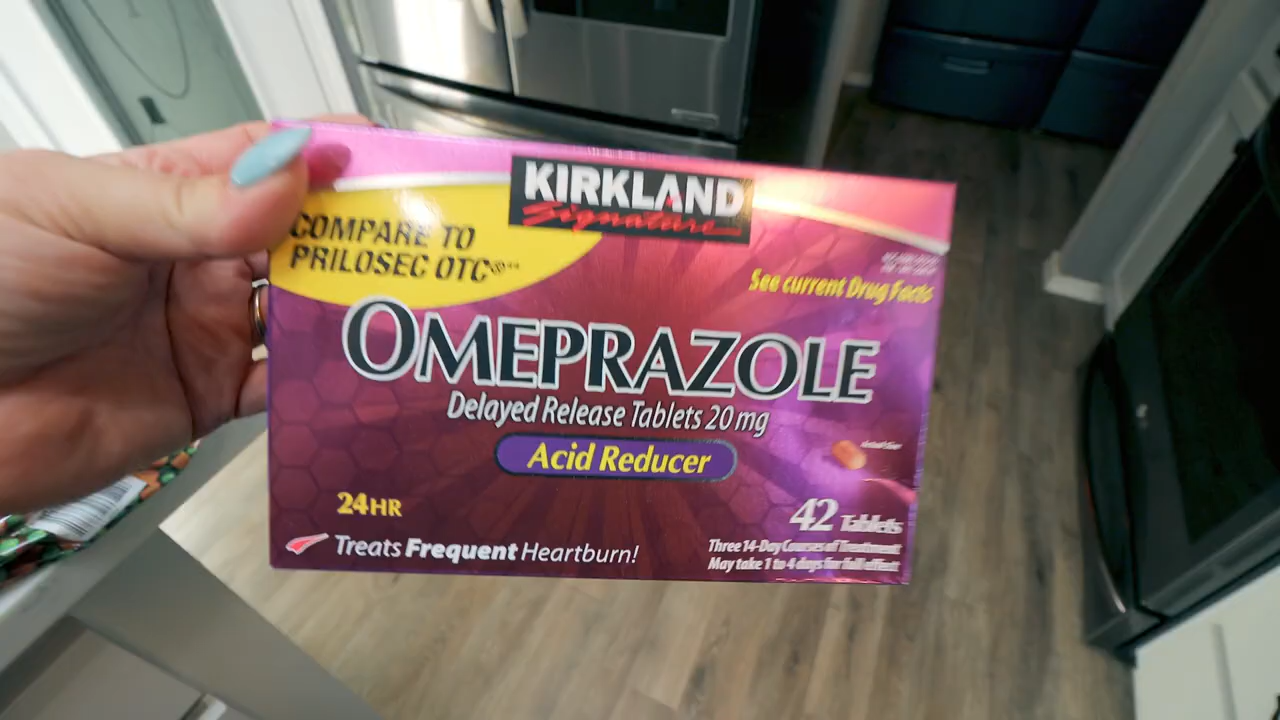 KIRKLAND
Signature
COMPARE TO
PRILOSEC OTC®**
See current Drug Facts
OMEPRAZOLE
Delayed Release Tablets 20 mg
Acid Reducer
24HR
42 Tablets
Treats Frequent Heartburn!
Three 14-Day Courses of Treatment
May take 1 to 4 days for full effect